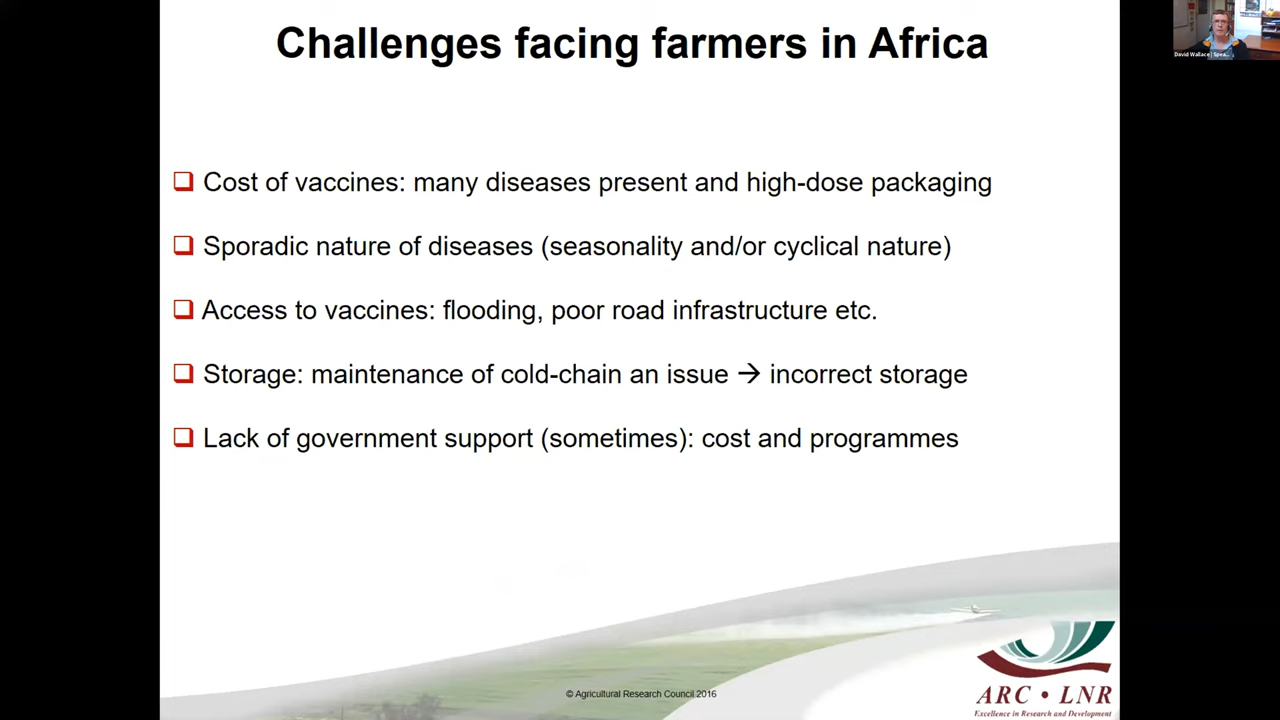 Challenges facing farmers in Africa
David Wallace | Spea...
Cost of vaccines: many diseases present and high-dose packaging
Sporadic nature of diseases (seasonality and/or cyclical nature)
Access to vaccines: flooding, poor road infrastructure etc.
Storage: maintenance of cold-chain an issue → incorrect storage
Lack of government support (sometimes): cost and programmes
© Agricultural Research Council 2016
ARC • LNR
Excellence in Research and Development